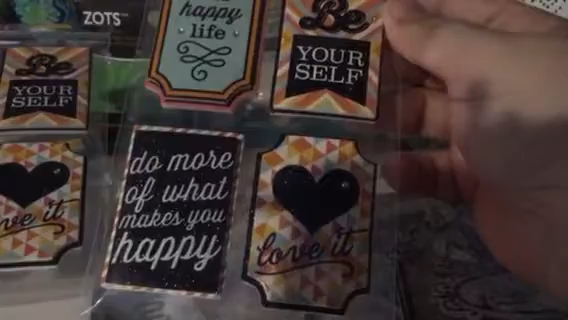 ZOTS™
happy
life
Be
YOUR
SELF
Be
YOUR
SELF
do more
of what
makes you
happy
love it
ve it